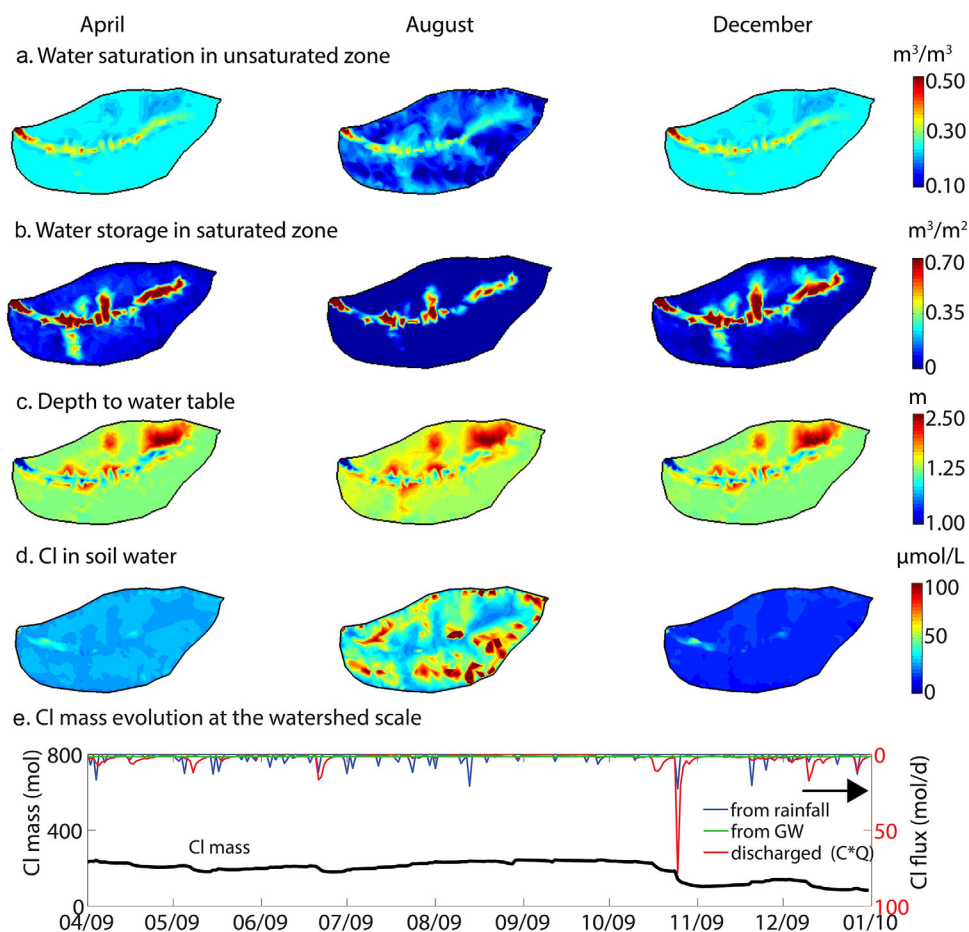 April August December
a. Water saturation in unsaturated zone m³/m³
0.50
0.30
0.10
b. Water storage in saturated zone m³/m²
0.70
0.35
0
c. Depth to water table m
2.50
1.25
1.00
d. Cl in soil water µmol/L
100
50
0
e. Cl mass evolution at the watershed scale
800 0
400 50
0 100
Cl mass (mol)
Cl flux (mol/d)
from rainfall
from GW
discharged (C*Q)
Cl mass
04/09 05/09 06/09 07/09 08/09 09/09 10/09 11/09 12/09 01/10